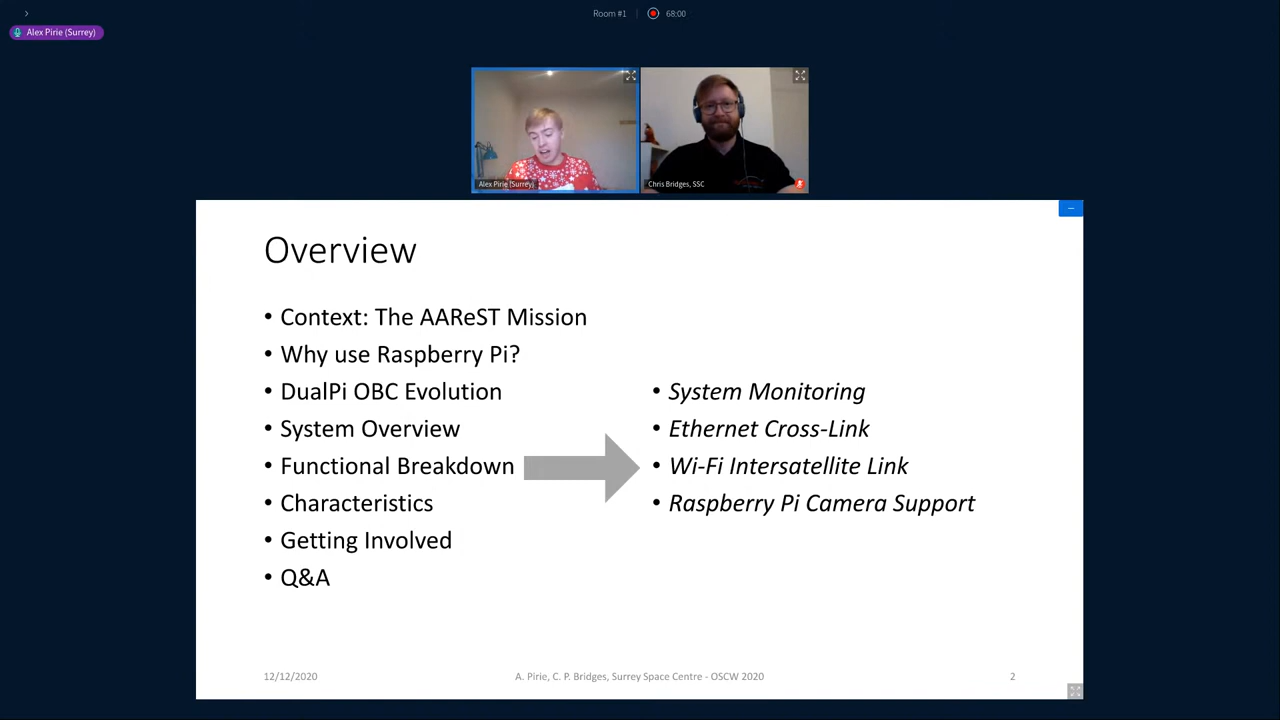 Room #1
68:00
Alex Pirie (Surrey)
Alex Pirie (Surrey)
Chris Bridges, SSC
Overview
• Context: The AAReST Mission
• Why use Raspberry Pi?
• DualPi OBC Evolution
• System Overview
• Functional Breakdown
• Characteristics
• Getting Involved
• Q&A
• System Monitoring
• Ethernet Cross-Link
• Wi-Fi Intersatellite Link
• Raspberry Pi Camera Support
12/12/2020
A. Pirie, C. P. Bridges, Surrey Space Centre - OSCW 2020
2